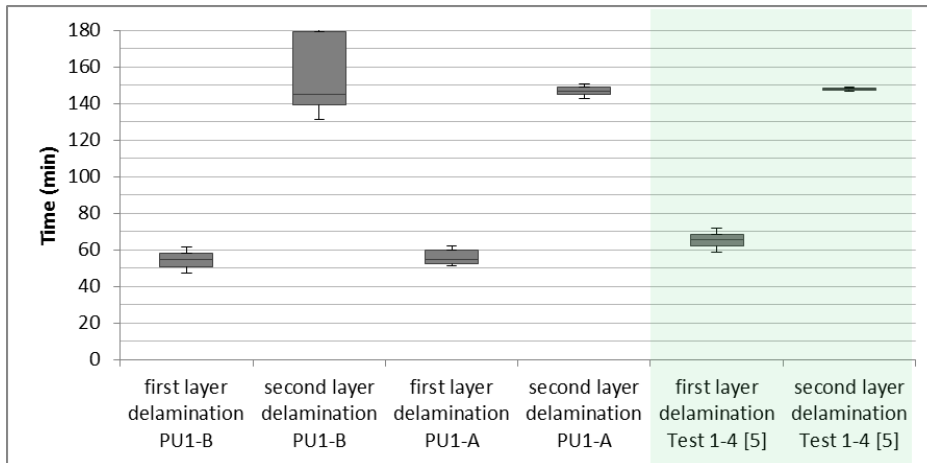 Time (min)
180
160
140
120
100
80
60
40
20
0
first layer
delamination
PU1-B
second layer
delamination
PU1-B
first layer
delamination
PU1-A
second layer
delamination
PU1-A
first layer
delamination
Test 1-4 [5]
second layer
delamination
Test 1-4 [5]